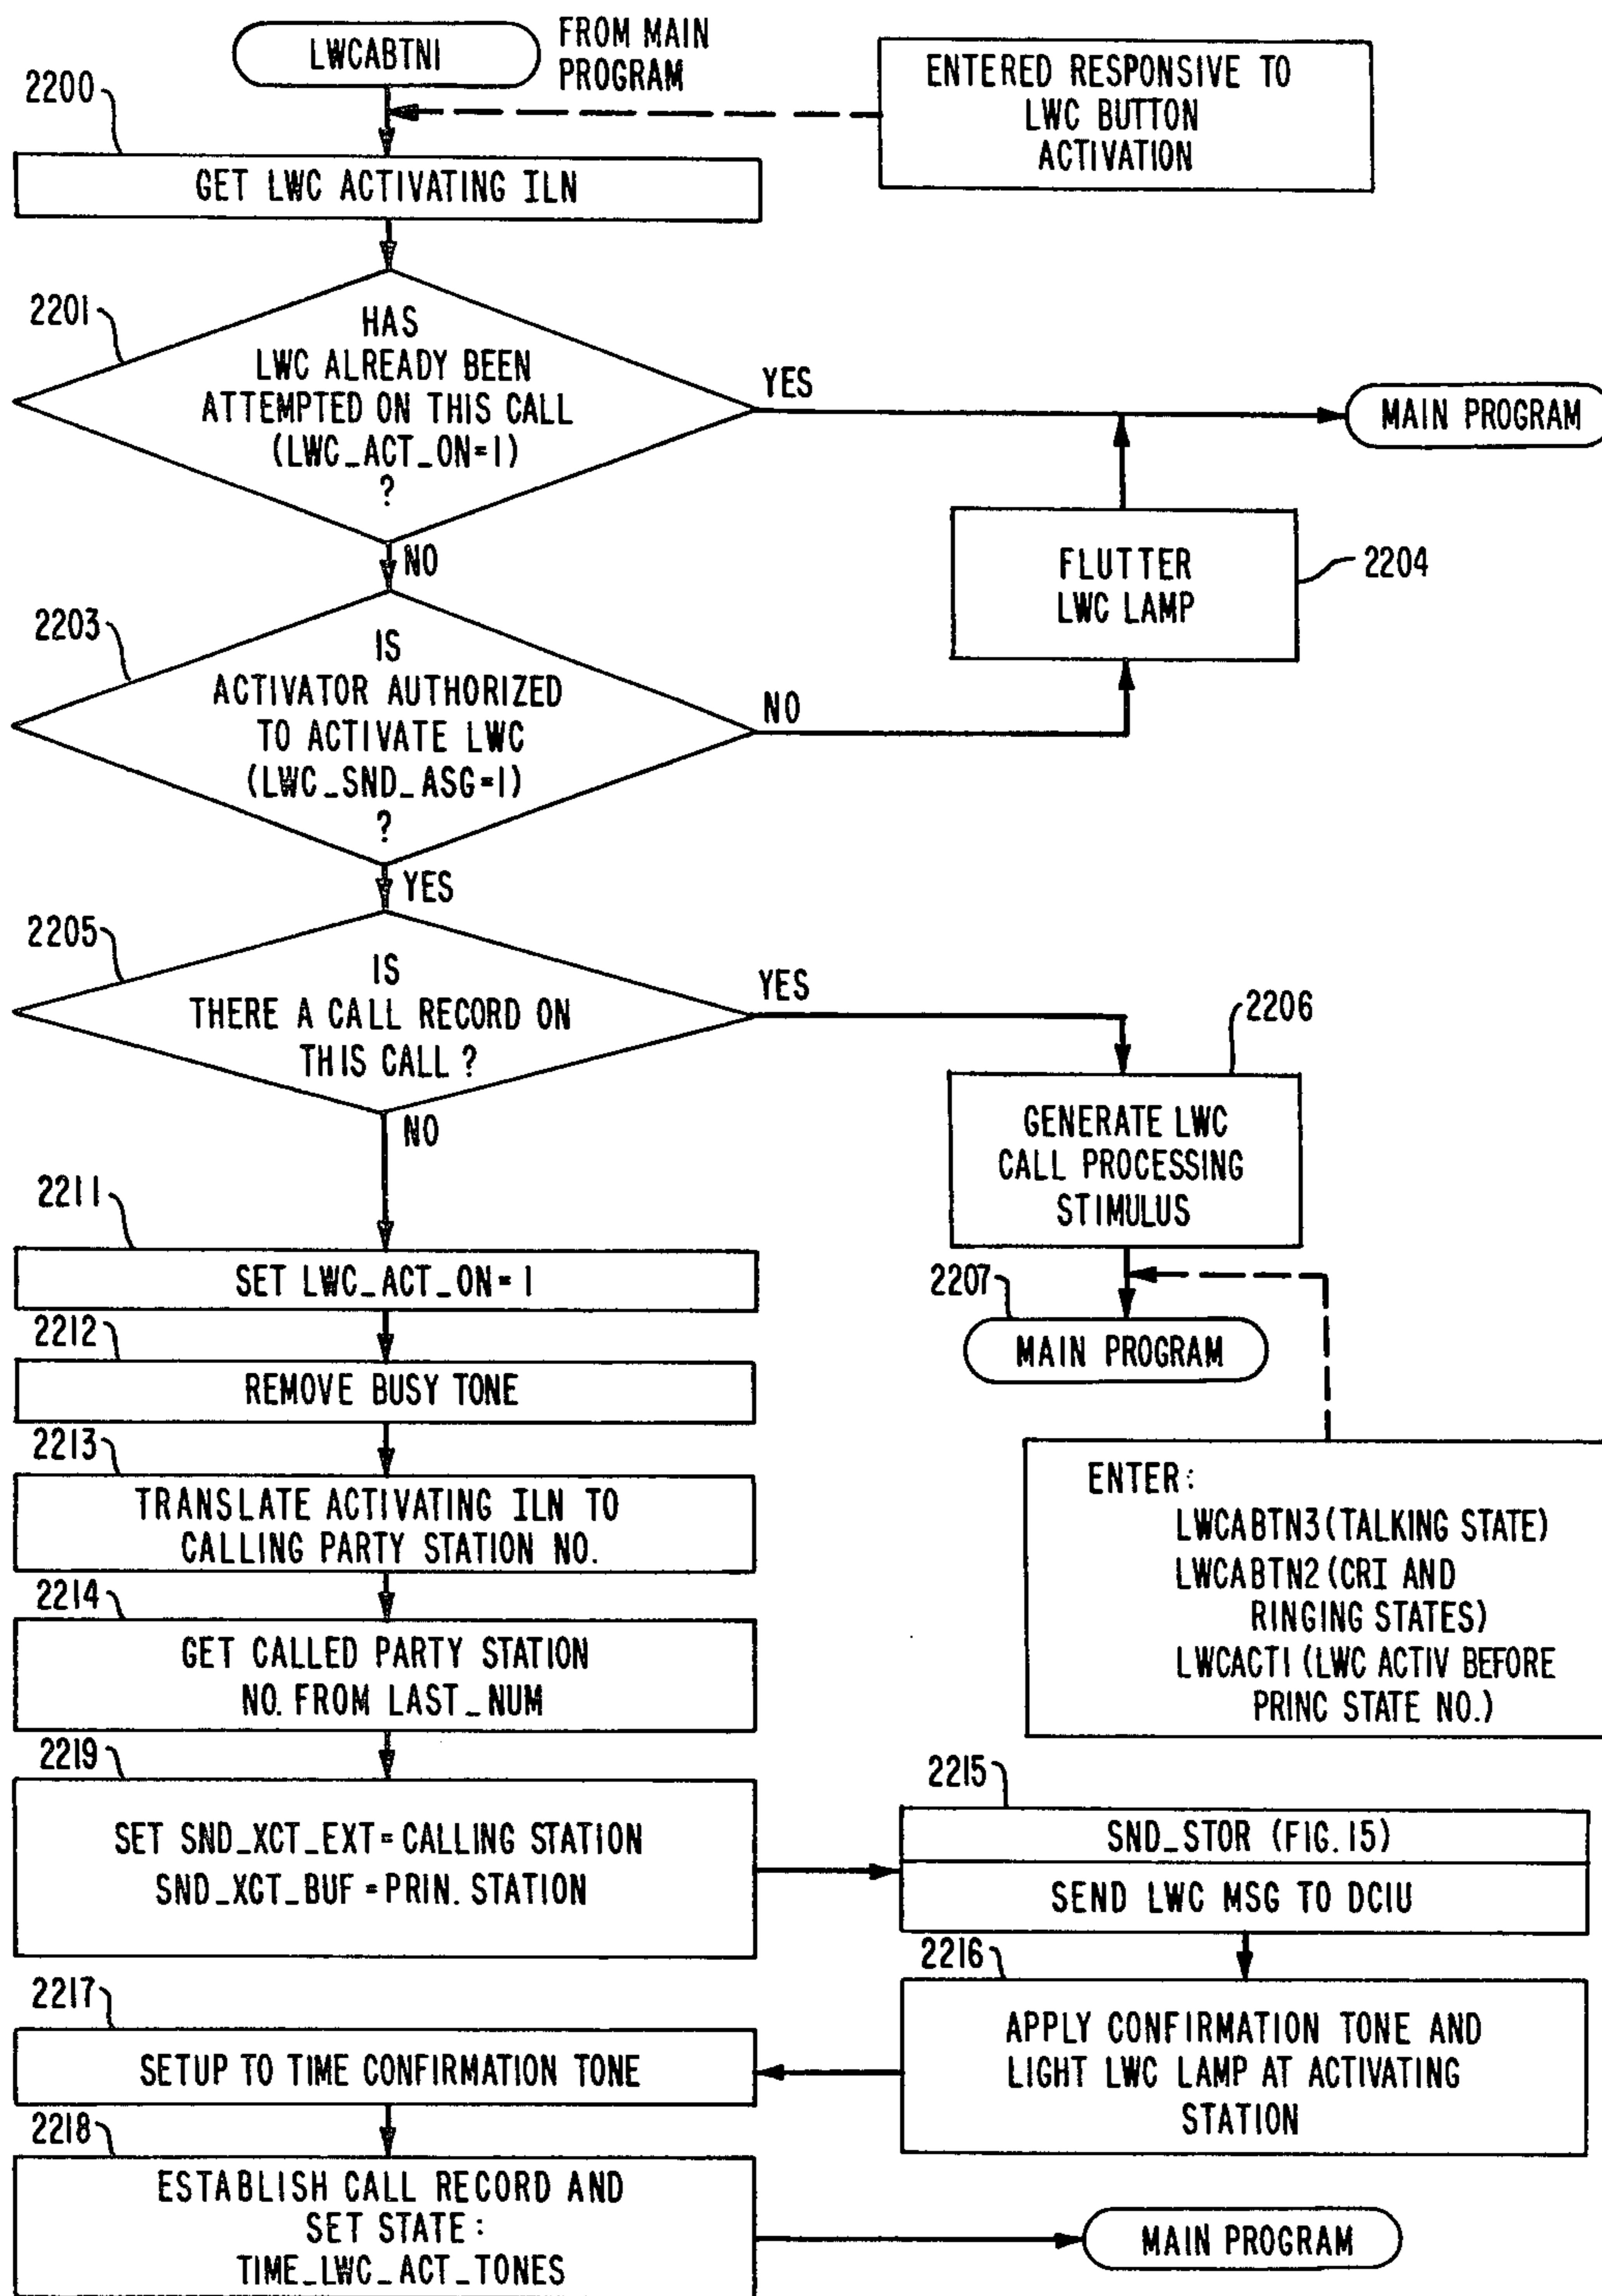 LWCABTN1
FROM MAIN
PROGRAM
ENTERED RESPONSIVE TO
LWC BUTTON
ACTIVATION
2200
GET LWC ACTIVATING ILN
2201
HAS
LWC ALREADY BEEN
ATTEMPTED ON THIS CALL
(LWC_ACT_ON=1)
?
YES
MAIN PROGRAM
NO
FLUTTER
LWC LAMP
2204
2203
IS
ACTIVATOR AUTHORIZED
TO ACTIVATE LWC
(LWC_SND_ASG=1)
?
NO
YES
2205
IS
THERE A CALL RECORD ON
THIS CALL ?
YES
2206
GENERATE LWC
CALL PROCESSING
STIMULUS
NO
2207
MAIN PROGRAM
2211
SET LWC_ACT_ON=1
2212
REMOVE BUSY TONE
2213
TRANSLATE ACTIVATING ILN TO
CALLING PARTY STATION NO.
ENTER:
LWCABTN3 (TALKING STATE)
LWCABTN2 (CRI AND
RINGING STATES)
LWCACT1 (LWC ACTIV BEFORE
PRINC STATE NO.)
2214
GET CALLED PARTY STATION
NO. FROM LAST_NUM
2219
SET SND_XCT_EXT=CALLING STATION
SND_XCT_BUF=PRIN. STATION
2215
SND_STOR (FIG. 15)
SEND LWC MSG TO DCIU
2216
APPLY CONFIRMATION TONE AND
LIGHT LWC LAMP AT ACTIVATING
STATION
2217
SETUP TO TIME CONFIRMATION TONE
2218
ESTABLISH CALL RECORD AND
SET STATE:
TIME_LWC_ACT_TONES
MAIN PROGRAM